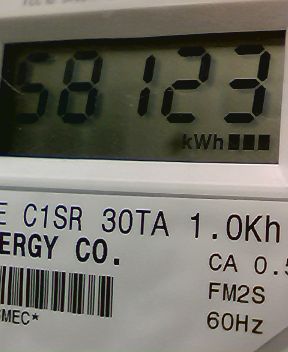 58123
kWh
E C1SR 30TA 1.0Kh
ERGY CO.
CA 0.5
FM2S
MEC*
60Hz